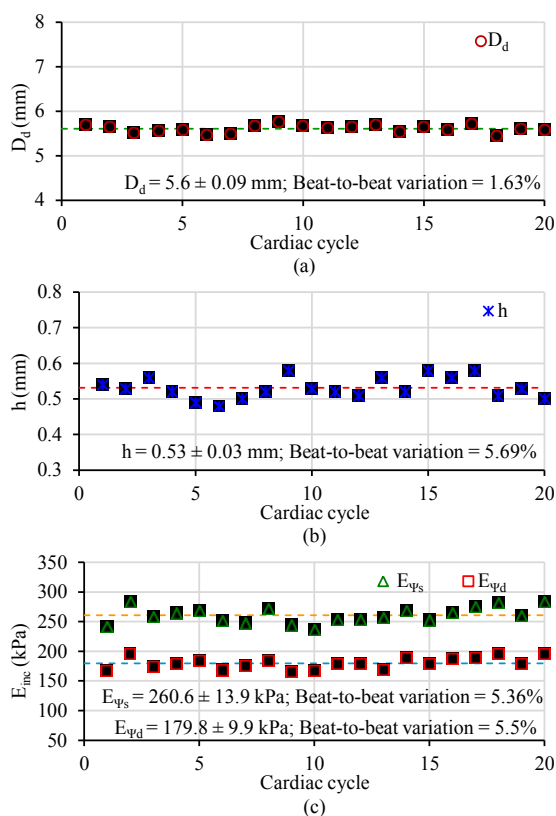 8
7
6
5
4
D_d (mm)
D_d
D_d = 5.6 ± 0.09 mm; Beat-to-beat variation = 1.63%
0 5 10 15 20
Cardiac cycle
(a)
0.8
0.7
0.6
0.5
0.4
0.3
h (mm)
h
h = 0.53 ± 0.03 mm; Beat-to-beat variation = 5.69%
0 5 10 15 20
Cardiac cycle
(b)
350
300
250
200
150
100
50
E_inc (kPa)
E_Ψs E_Ψd
E_Ψs = 260.6 ± 13.9 kPa; Beat-to-beat variation = 5.36%
E_Ψd = 179.8 ± 9.9 kPa; Beat-to-beat variation = 5.5%
0 5 10 15 20
Cardiac cycle
(c)